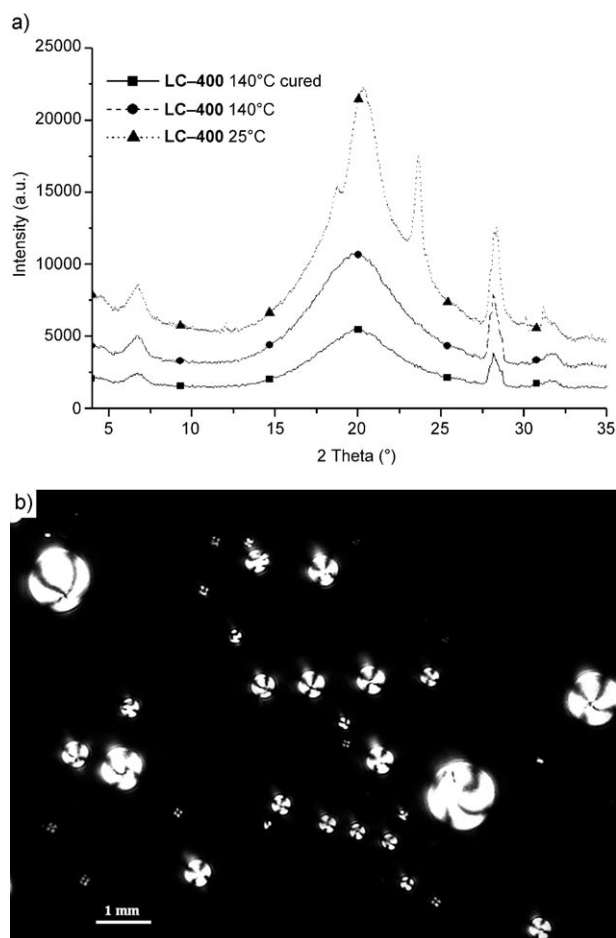 a)
LC–400 140°C cured
LC–400 140°C
LC–400 25°C
25000
20000
15000
10000
5000
0
Intensity (a.u.)
5 10 15 20 25 30 35
2 Theta (°)
b)
1 mm